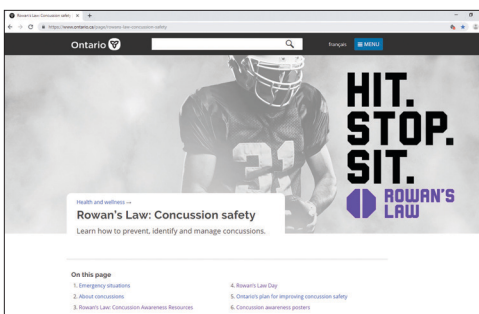 Rowan's Law: Concussion safety
https://www.ontario.ca/page/rowans-law-concussion-safety
Ontario
français
MENU
31
HIT.
STOP.
SIT.
ROWAN'S
LAW
Health and wellness →
Rowan's Law: Concussion safety
Learn how to prevent, identify and manage concussions.
On this page
1. Emergency situations
2. About concussions
3. Rowan's Law: Concussion Awareness Resources
4. Rowan's Law Day
5. Ontario's plan for improving concussion safety
6. Concussion awareness posters